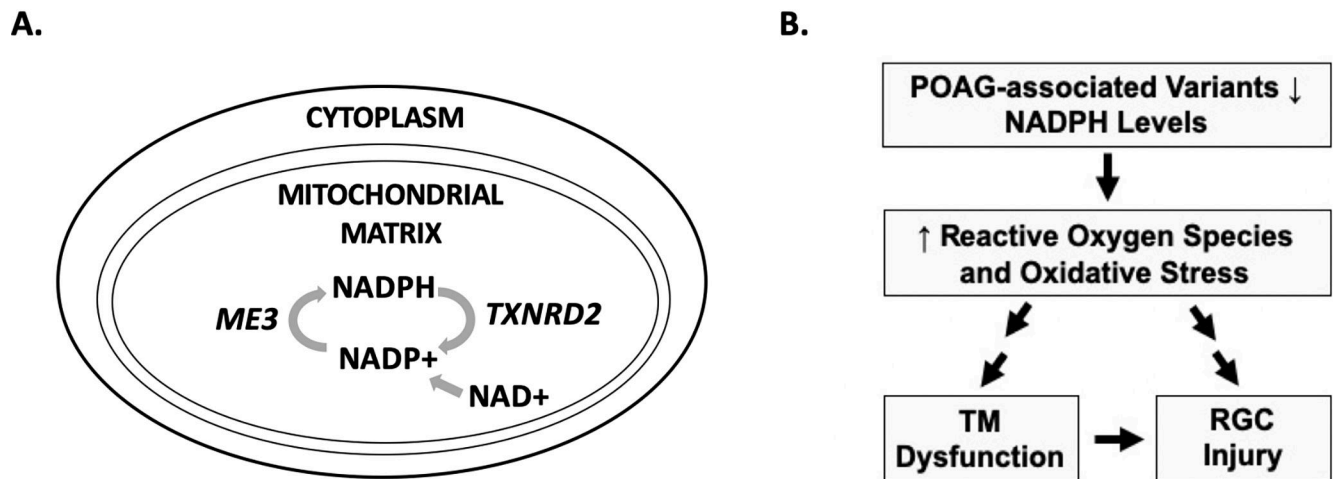 A.
CYTOPLASM
MITOCHONDRIAL
MATRIX
NADPH
ME3
TXNRD2
NADP+
NAD+
B.
POAG-associated Variants ↓
NADPH Levels
↑ Reactive Oxygen Species
and Oxidative Stress
TM
Dysfunction
RGC
Injury